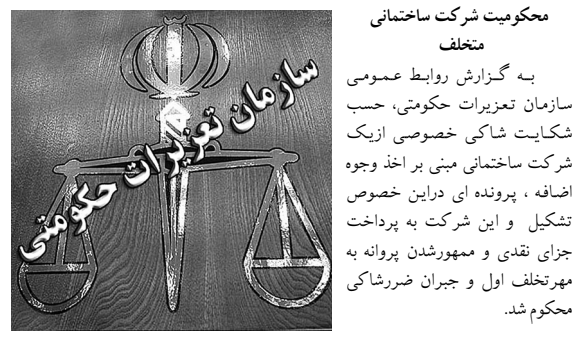 محکومیت شرکت ساختمانی
متخلف
به گزارش روابط عمومی
سازمان تعزیرات حکومتی، حسب
شکایت شاکی خصوصی ازیک
شرکت ساختمانی مبنی بر اخذ وجوه
اضافه ، پرونده ای دراین خصوص
تشکیل و این شرکت به پرداخت
جزای نقدی و ممهورشدن پروانه به
مهرتخلف اول و جبران ضررشاکی
محکوم شد.
سازمان تعزیرات حکومتی